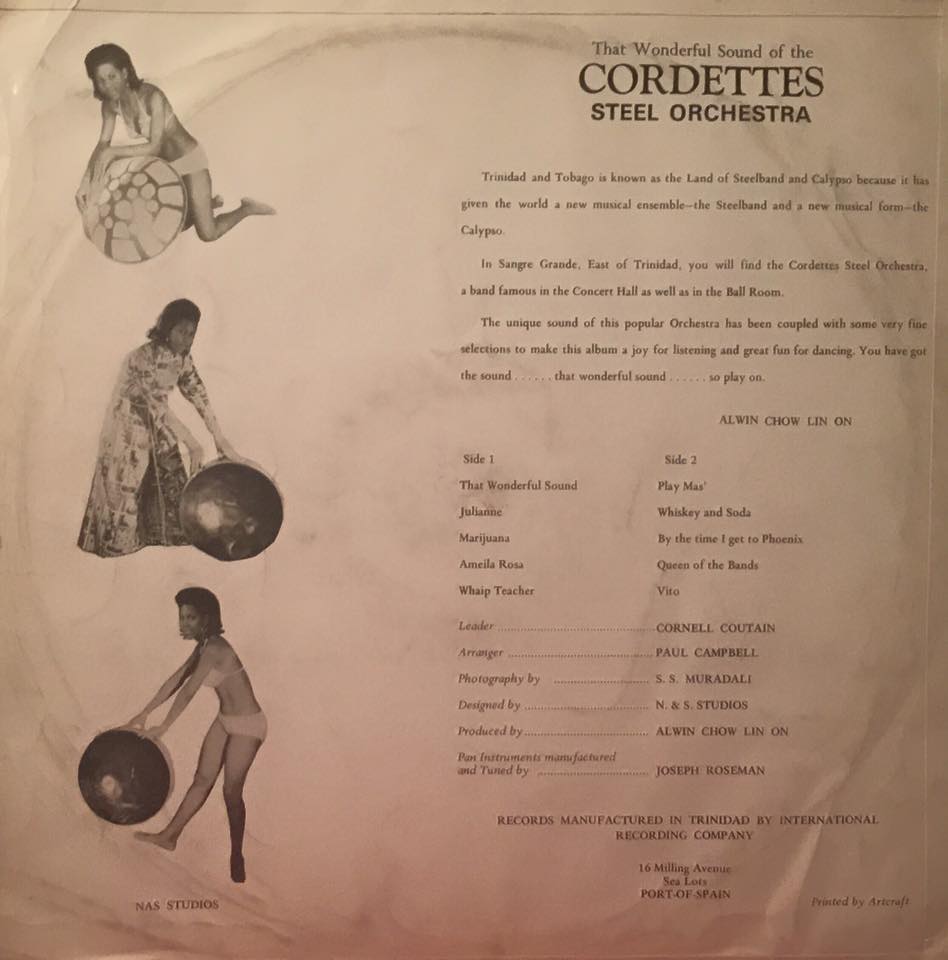 That Wonderful Sound of the
CORDETTES
STEEL ORCHESTRA
Trinidad and Tobago is known as the Land of Steelband and Calypso because it has
given the world a new musical ensemble—the Steelband and a new musical form—the
Calypso.
In Sangre Grande, East of Trinidad, you will find the Cordettes Steel Orchestra,
a band famous in the Concert Hall as well as in the Ball Room.
The unique sound of this popular Orchestra has been coupled with some very fine
selections to make this album a joy for listening and great fun for dancing. You have got
the sound . . . . . . that wonderful sound . . . . . . so play on.
ALWIN CHOW LIN ON
Side 1
That Wonderful Sound
Julianne
Marijuana
Ameila Rosa
Whaip Teacher
Side 2
Play Mas'
Whiskey and Soda
By the time I get to Phoenix
Queen of the Bands
Vito
Leader ........ CORNELL COUTAIN
Arranger ........ PAUL CAMPBELL
Photography by ........ S. S. MURADALI
Designed by ........ N. & S. STUDIOS
Produced by ........ ALWIN CHOW LIN ON
Pan Instruments manufactured
and Tuned by ........ JOSEPH ROSEMAN
RECORDS MANUFACTURED IN TRINIDAD BY INTERNATIONAL
RECORDING COMPANY
16 Milling Avenue
Sea Lots
PORT-OF-SPAIN
NAS STUDIOS
Printed by Artcraft